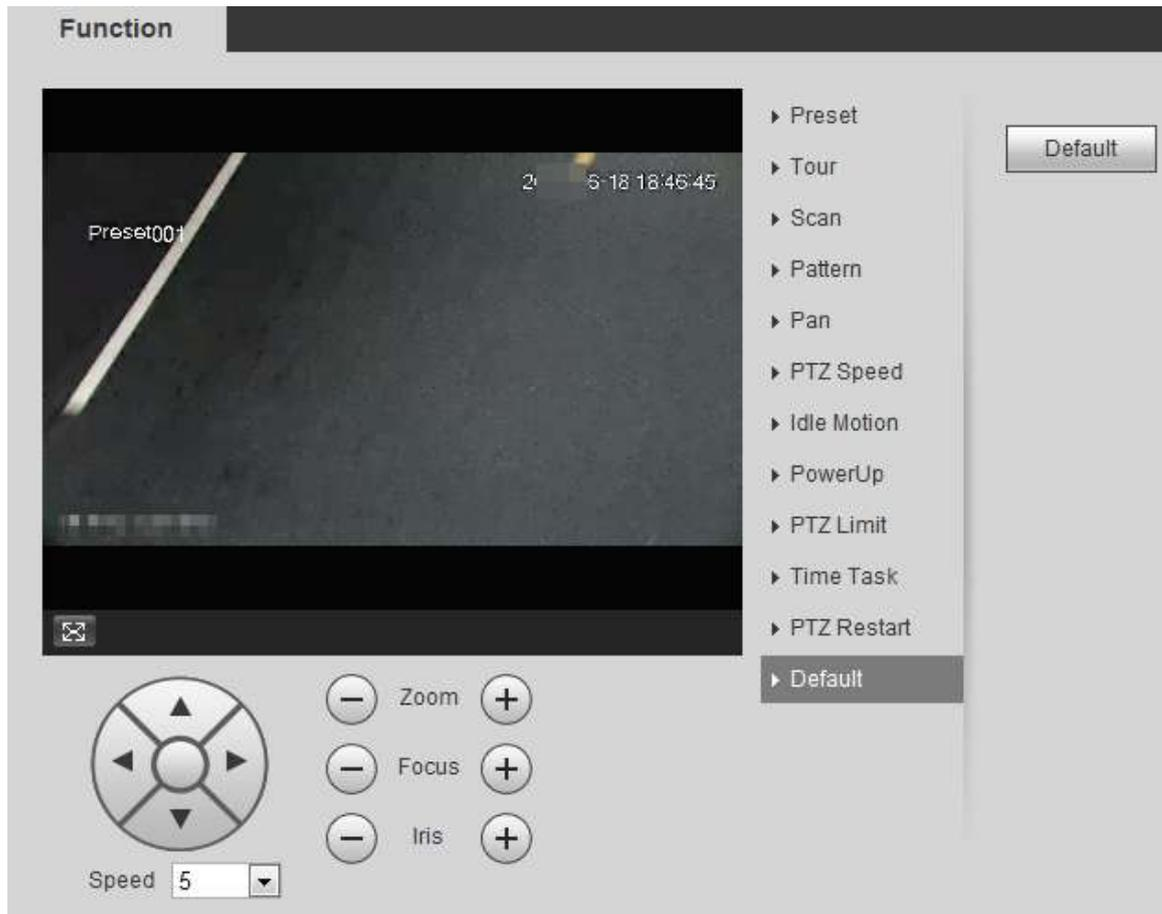 Function
Preset001
6-18 18:46:45
Preset
Tour
Scan
Pattern
Pan
PTZ Speed
Idle Motion
PowerUp
PTZ Limit
Time Task
PTZ Restart
Default
Default
Zoom
Focus
Iris
Speed 5